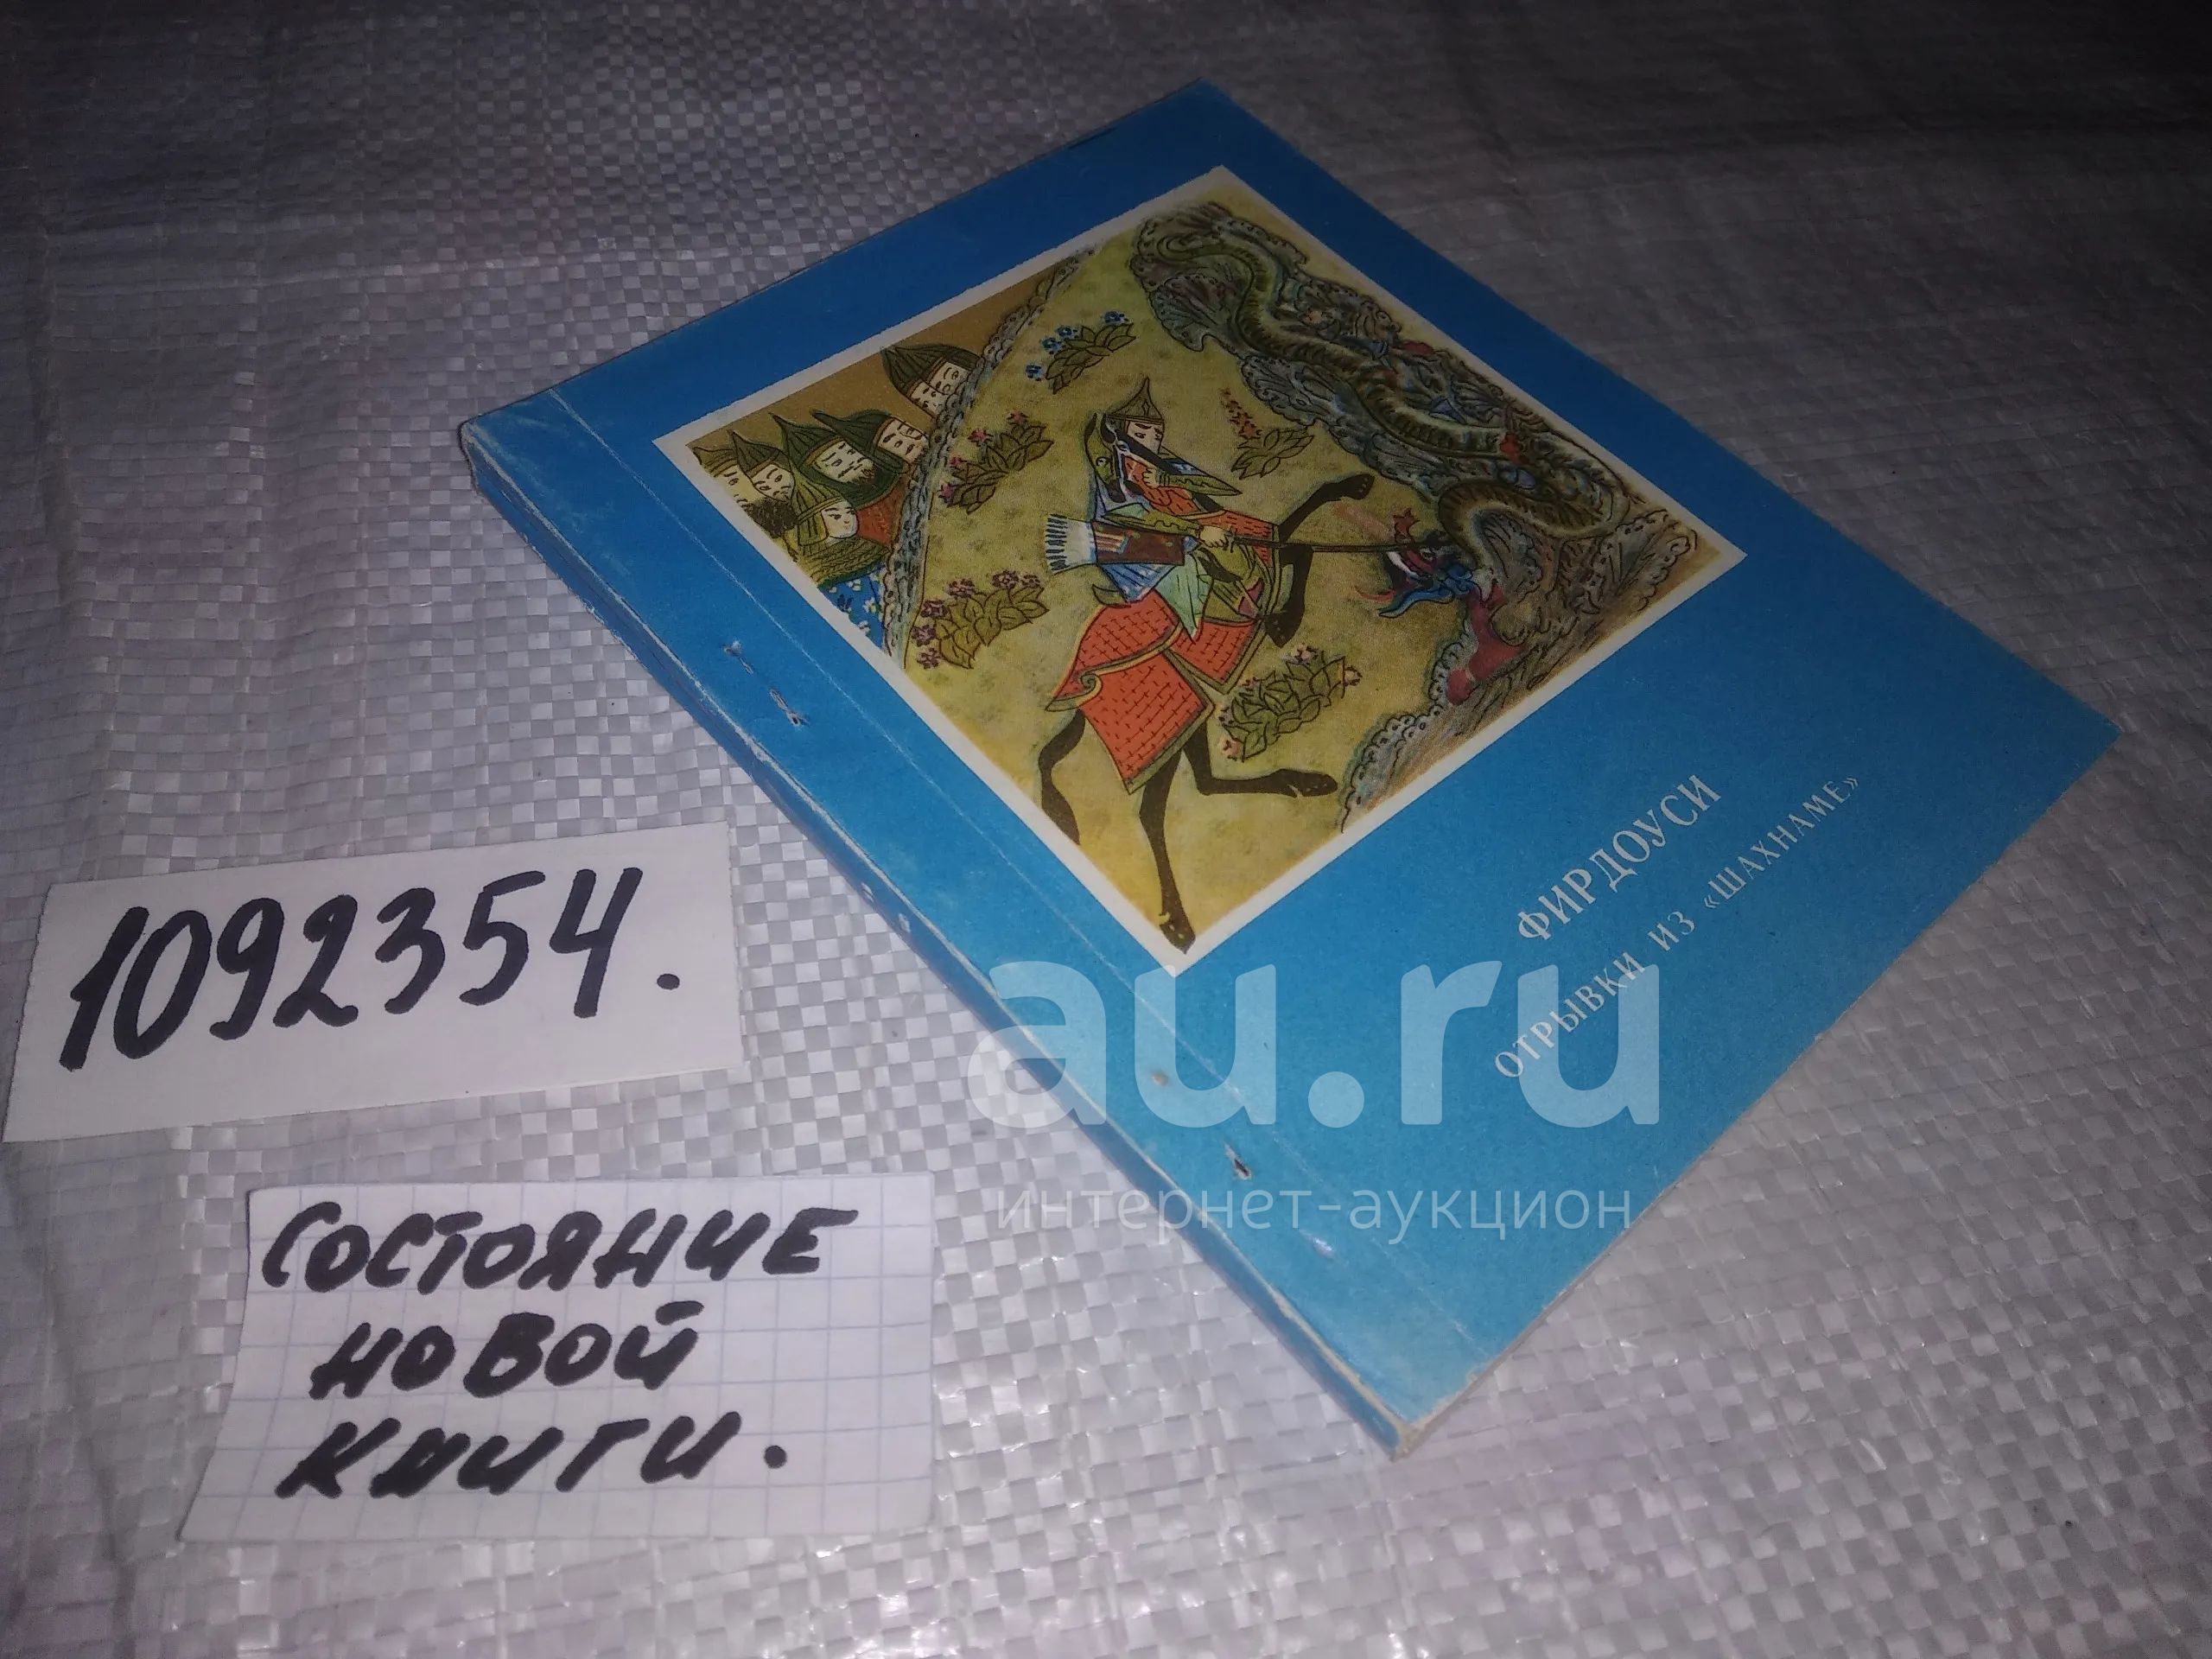 ФИРДОУСИ
ОТРЫВКИ ИЗ «ШАХНАМЕ»
1092354.
СОСТОЯНИЕ
НОВОЙ
КНИГИ.
au.ru
интернет-аукцион